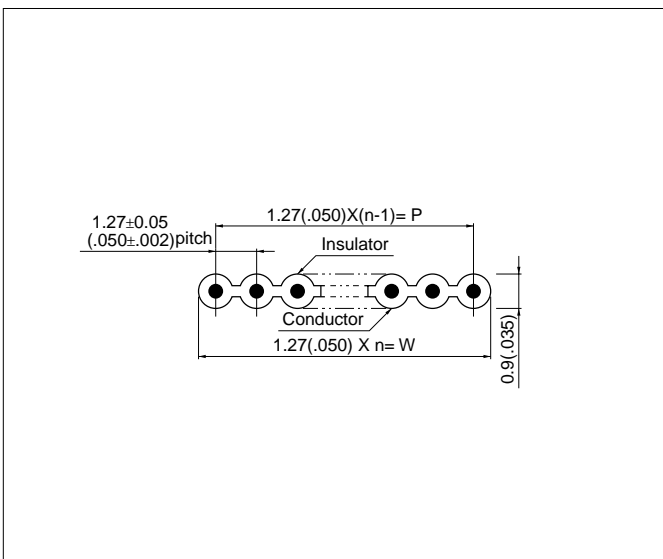 1.27(.050)X(n-1)= P
1.27±0.05
(.050±.002)pitch
Insulator
Conductor
1.27(.050) X n= W
0.9(.035)